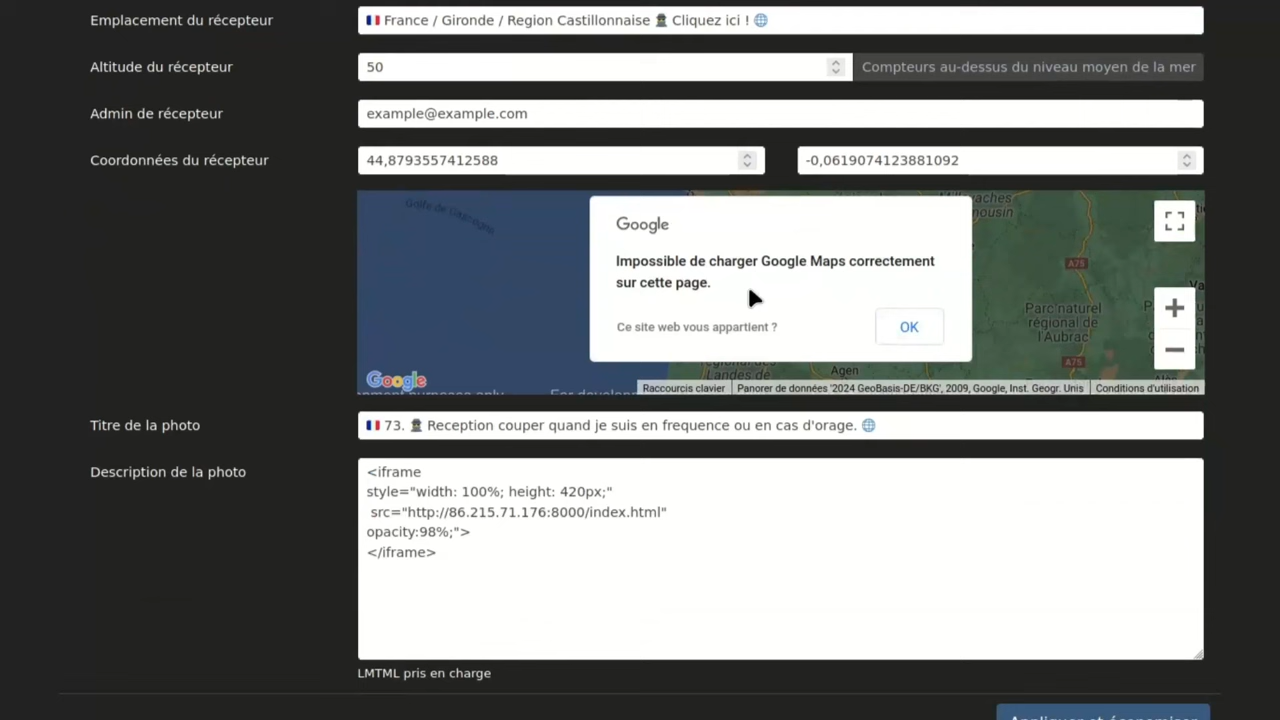 Emplacement du récepteur
🇫🇷 France / Gironde / Region Castillonnaise 🕵 Cliquez ici ! 🌐
Altitude du récepteur
50
Compteurs au-dessus du niveau moyen de la mer
Admin de récepteur
example@example.com
Coordonnées du récepteur
44,8793557412588
-0,0619074123881092
Golfe de Gascogne
Google
Impossible de charger Google Maps correctement
sur cette page.
Ce site web vous appartient ?
OK
A75
Parc naturel
régional de
l'Aubrac
A75
Landes de
Agen
Google
Raccourcis clavier
Panorer de données '2024 GeoBasis-DE/BKG', 2009, Google, Inst. Geogr. Unis
Conditions d'utilisation
Titre de la photo
🇫🇷 73. 🕵 Reception couper quand je suis en frequence ou en cas d'orage. 🌐
Description de la photo
<iframe
style="width: 100%; height: 420px;"
src="http://86.215.71.176:8000/index.html"
opacity:98%;">
</iframe>
LMTML pris en charge
Appliquer et économiser